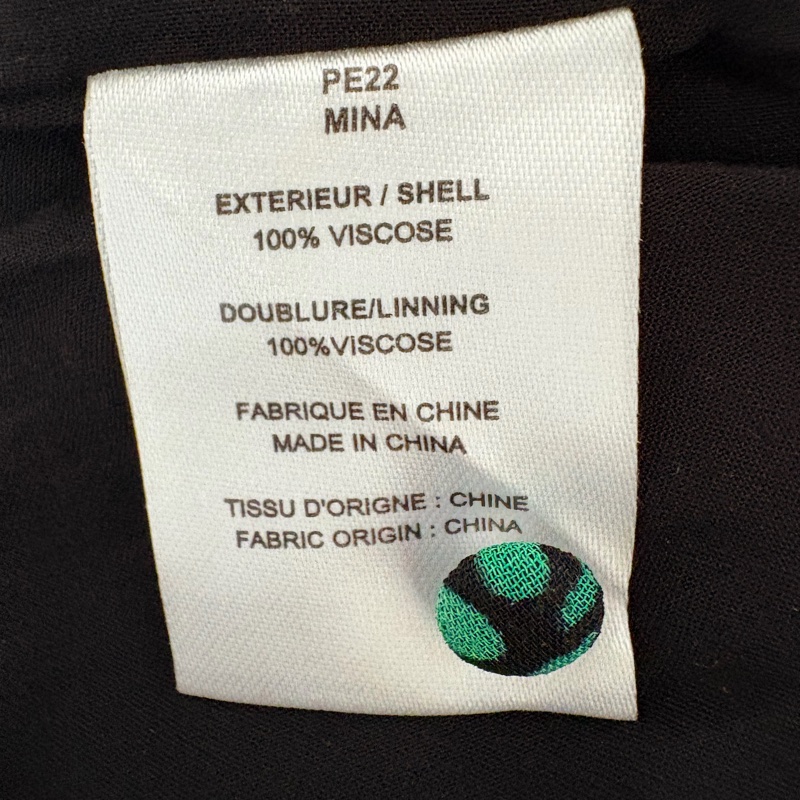 PE22
MINA
EXTERIEUR / SHELL
100% VISCOSE
DOUBLURE/LINNING
100%VISCOSE
FABRIQUE EN CHINE
MADE IN CHINA
TISSU D'ORIGNE : CHINE
FABRIC ORIGIN : CHINA